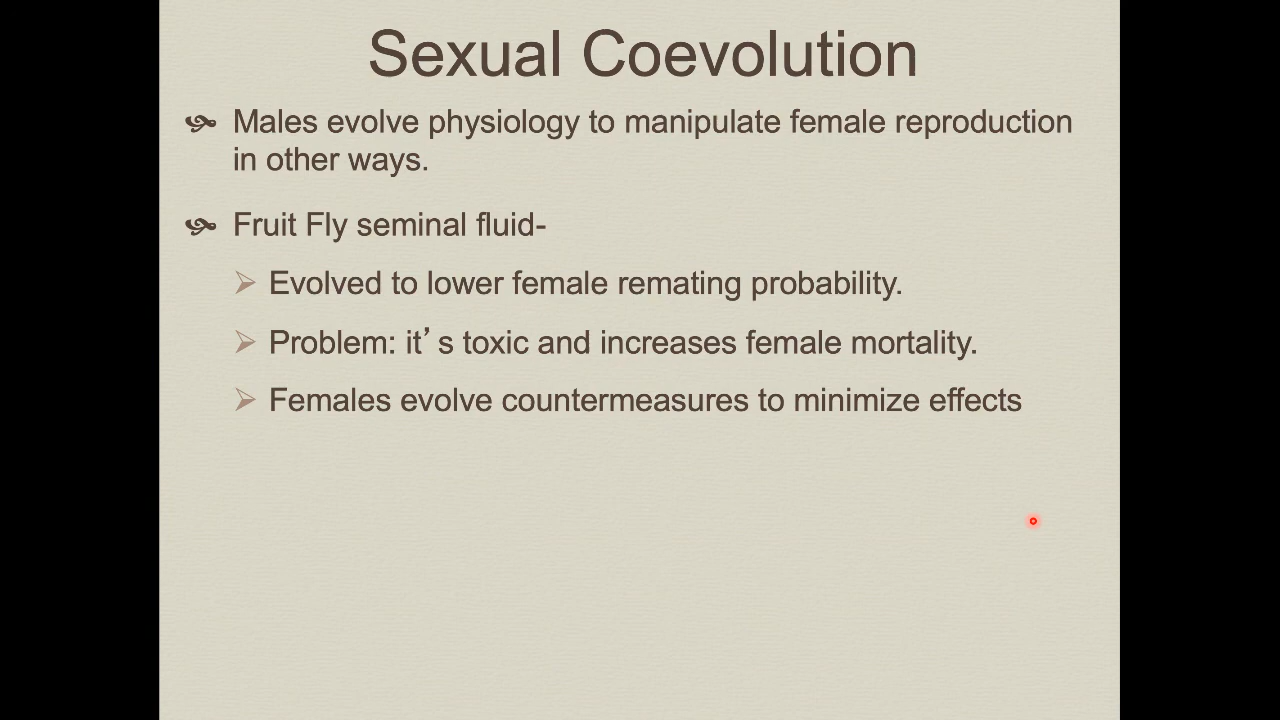 Sexual Coevolution
Males evolve physiology to manipulate female reproduction
in other ways.
Fruit Fly seminal fluid-
Evolved to lower female remating probability.
Problem: it’s toxic and increases female mortality.
Females evolve countermeasures to minimize effects